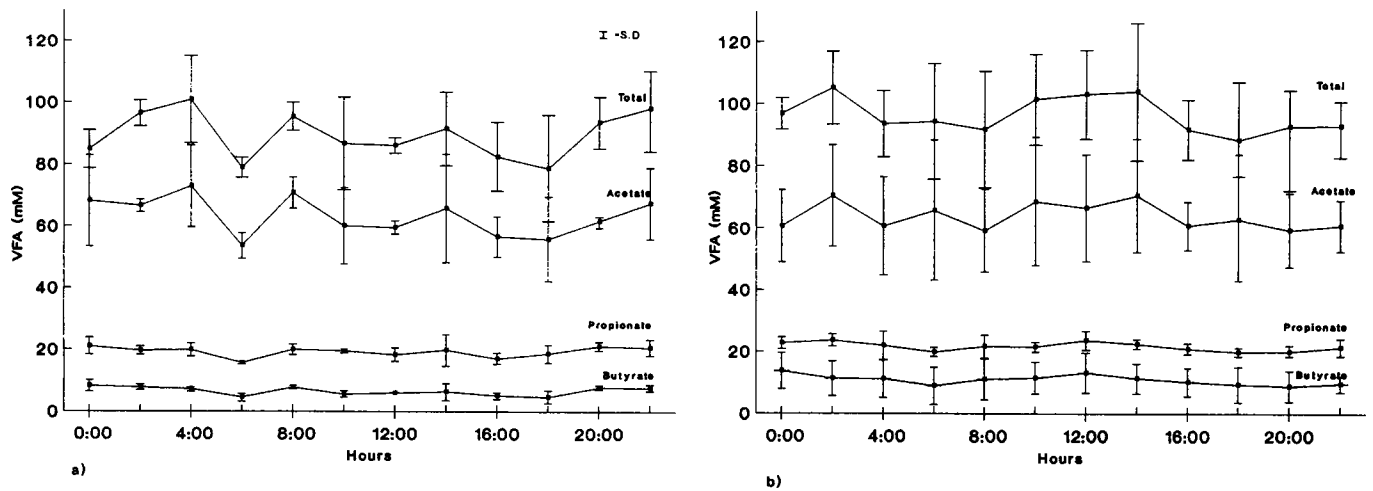 120
100
80
60
40
20
0
VFA (mM)
I -S.D
Total
Acetate
Propionate
Butyrate
0:00 4:00 8:00 12:00 16:00 20:00
Hours
a)
120
100
80
60
40
20
0
VFA (mM)
Total
Acetate
Propionate
Butyrate
0:00 4:00 8:00 12:00 16:00 20:00
Hours
b)